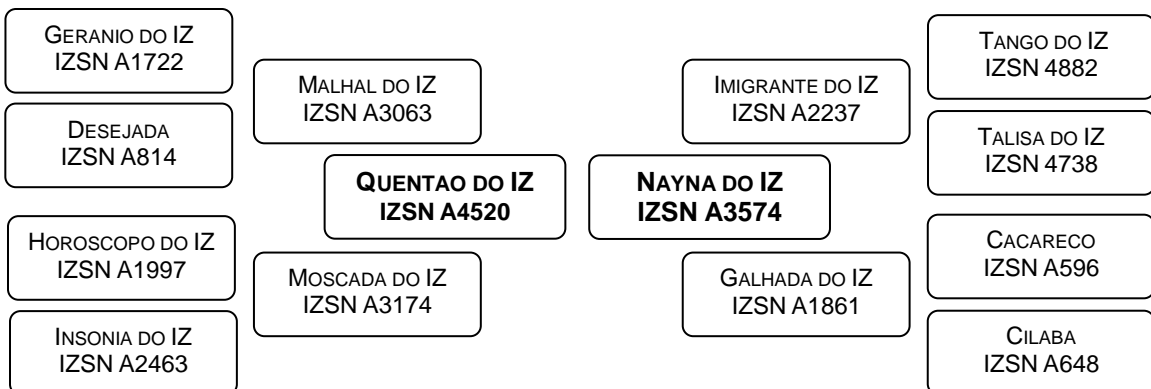 GERANIO DO IZ
IZSN A1722
DESEJADA
IZSN A814
HOROSCOPO DO IZ
IZSN A1997
INSONIA DO IZ
IZSN A2463
MALHAL DO IZ
IZSN A3063
MOSCADA DO IZ
IZSN A3174
QUENTAO DO IZ
IZSN A4520
NAYNA DO IZ
IZSN A3574
IMIGRANTE DO IZ
IZSN A2237
GALHADA DO IZ
IZSN A1861
TANGO DO IZ
IZSN 4882
TALISA DO IZ
IZSN 4738
CACARECO
IZSN A596
CILABA
IZSN A648